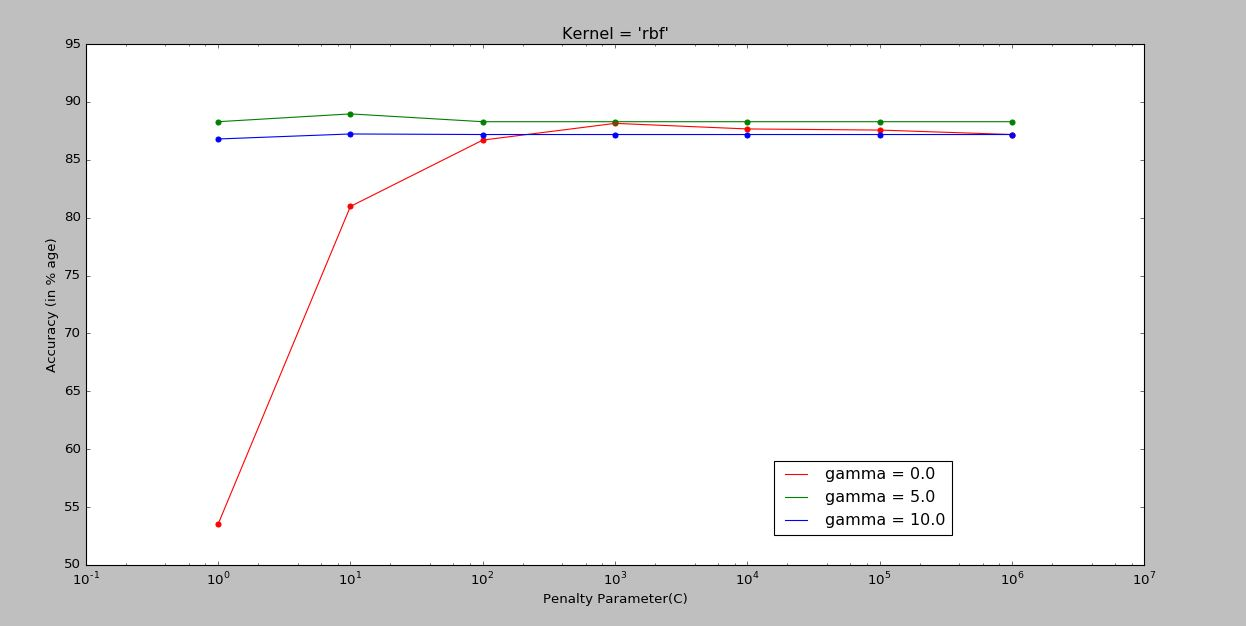 Kernel = 'rbf'
95
90
85
80
75
70
65
60
55
50
Accuracy (in % age)
gamma = 0.0
gamma = 5.0
gamma = 10.0
10^-1 10^0 10^1 10^2 10^3 10^4 10^5 10^6 10^7
Penalty Parameter(C)